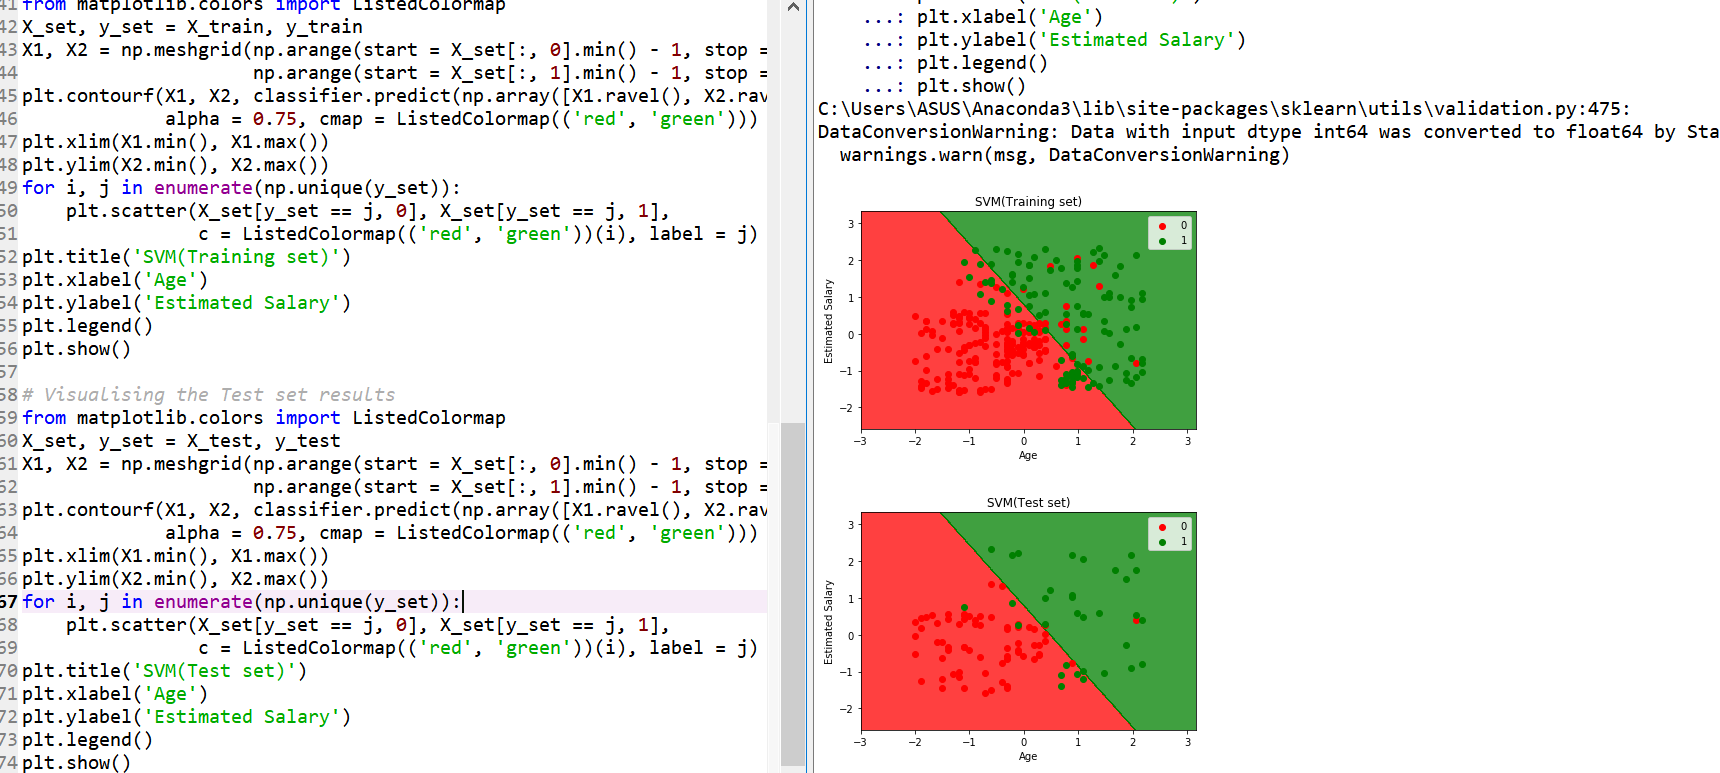 41 from matplotlib.colors import ListedColormap
42 X_set, y_set = X_train, y_train
43 X1, X2 = np.meshgrid(np.arange(start = X_set[:, 0].min() - 1, stop =
44                      np.arange(start = X_set[:, 1].min() - 1, stop =
45 plt.contourf(X1, X2, classifier.predict(np.array([X1.ravel(), X2.rav
46              alpha = 0.75, cmap = ListedColormap(('red', 'green')))
47 plt.xlim(X1.min(), X1.max())
48 plt.ylim(X2.min(), X2.max())
49 for i, j in enumerate(np.unique(y_set)):
50     plt.scatter(X_set[y_set == j, 0], X_set[y_set == j, 1],
51                 c = ListedColormap(('red', 'green'))(i), label = j)
52 plt.title('SVM(Training set)')
53 plt.xlabel('Age')
54 plt.ylabel('Estimated Salary')
55 plt.legend()
56 plt.show()
57
58 # Visualising the Test set results
59 from matplotlib.colors import ListedColormap
60 X_set, y_set = X_test, y_test
61 X1, X2 = np.meshgrid(np.arange(start = X_set[:, 0].min() - 1, stop =
62                      np.arange(start = X_set[:, 1].min() - 1, stop =
63 plt.contourf(X1, X2, classifier.predict(np.array([X1.ravel(), X2.rav
64              alpha = 0.75, cmap = ListedColormap(('red', 'green')))
65 plt.xlim(X1.min(), X1.max())
66 plt.ylim(X2.min(), X2.max())
67 for i, j in enumerate(np.unique(y_set)):
68     plt.scatter(X_set[y_set == j, 0], X_set[y_set == j, 1],
69                 c = ListedColormap(('red', 'green'))(i), label = j)
70 plt.title('SVM(Test set)')
71 plt.xlabel('Age')
72 plt.ylabel('Estimated Salary')
73 plt.legend()
74 plt.show()
...: plt.xlabel('Age')
...: plt.ylabel('Estimated Salary')
...: plt.legend()
...: plt.show()
C:\Users\ASUS\Anaconda3\lib\site-packages\sklearn\utils\validation.py:475:
DataConversionWarning: Data with input dtype int64 was converted to float64 by Sta
  warnings.warn(msg, DataConversionWarning)
SVM(Training set)
0
1
3
2
1
0
−1
−2
Estimated Salary
−3 −2 −1 0 1 2 3
Age
SVM(Test set)
0
1
3
2
1
0
−1
−2
Estimated Salary
−3 −2 −1 0 1 2 3
Age